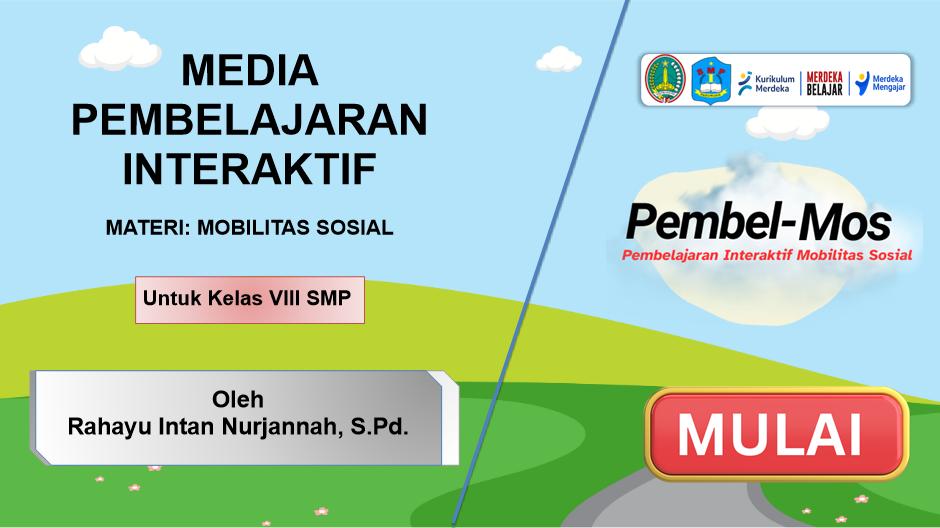 MEDIA
PEMBELAJARAN
INTERAKTIF
MATERI: MOBILITAS SOSIAL
Untuk Kelas VIII SMP
Oleh
Rahayu Intan Nurjannah, S.Pd.
Kurikulum
Merdeka
MERDEKA
BELAJAR
Merdeka
Mengajar
Pembel-Mos
Pembelajaran Interaktif Mobilitas Sosial
MULAI